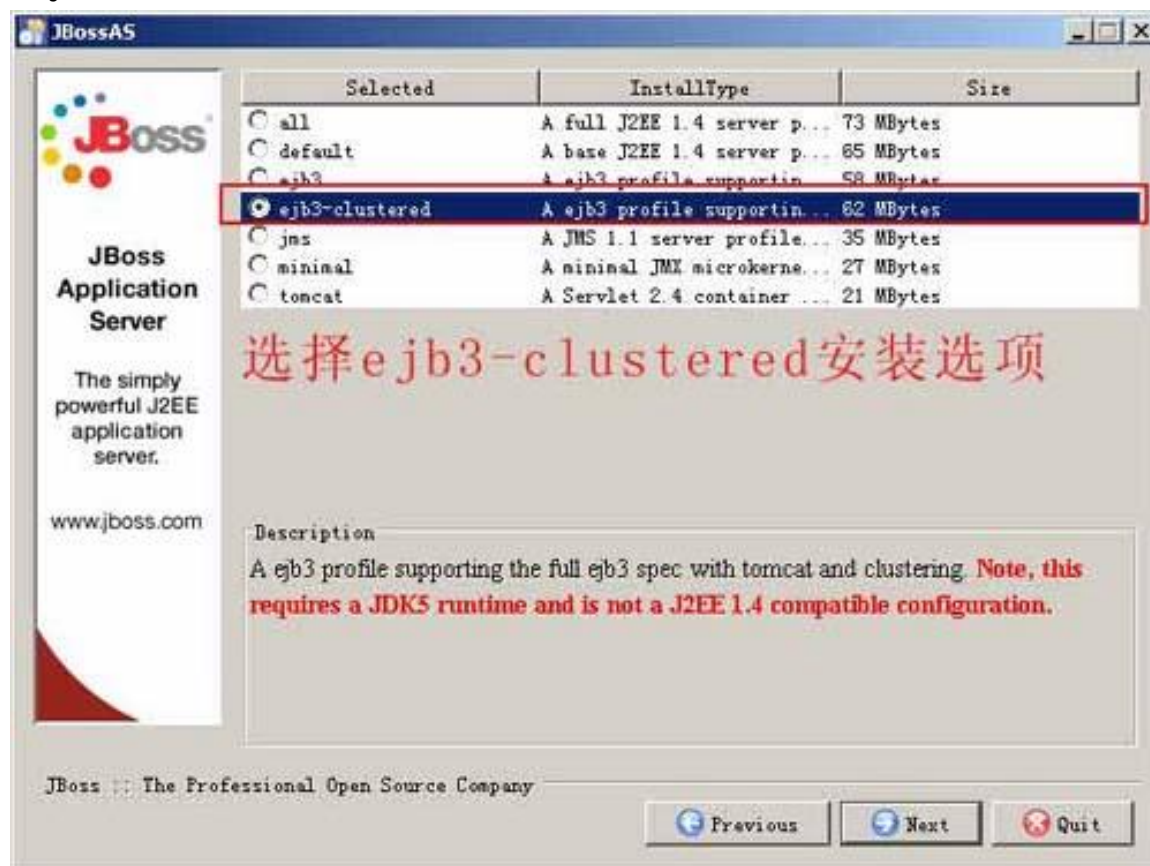 JBossAS
JBoss
JBoss
Application
Server
The simply
powerful J2EE
application
server.
www.jboss.com
Selected InstallType Size
all A full J2EE 1.4 server p... 73 MBytes
default A base J2EE 1.4 server p... 65 MBytes
ejb3 A ejb3 profile supportin... 58 MBytes
ejb3-clustered A ejb3 profile supportin... 62 MBytes
jms A JMS 1.1 server profile... 35 MBytes
minimal A minimal JMX microkerne... 27 MBytes
tomcat A Servlet 2.4 container ... 21 MBytes
选择ejb3-clustered安装选项
Description
A ejb3 profile supporting the full ejb3 spec with tomcat and clustering. Note, this
requires a JDK5 runtime and is not a J2EE 1.4 compatible configuration.
JBoss :: The Professional Open Source Company
Previous Next Quit